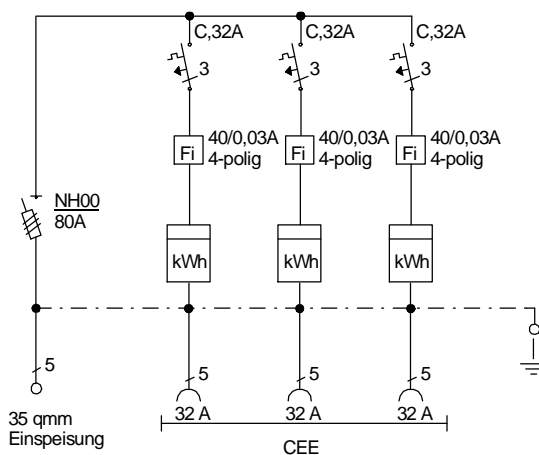 C,32A
C,32A
C,32A
3
3
3
Fi
40/0,03A
4-polig
Fi
40/0,03A
4-polig
Fi
40/0,03A
4-polig
NH00
80A
kWh
kWh
kWh
5
5
5
5
35 qmm
Einspeisung
32 A
32 A
32 A
CEE